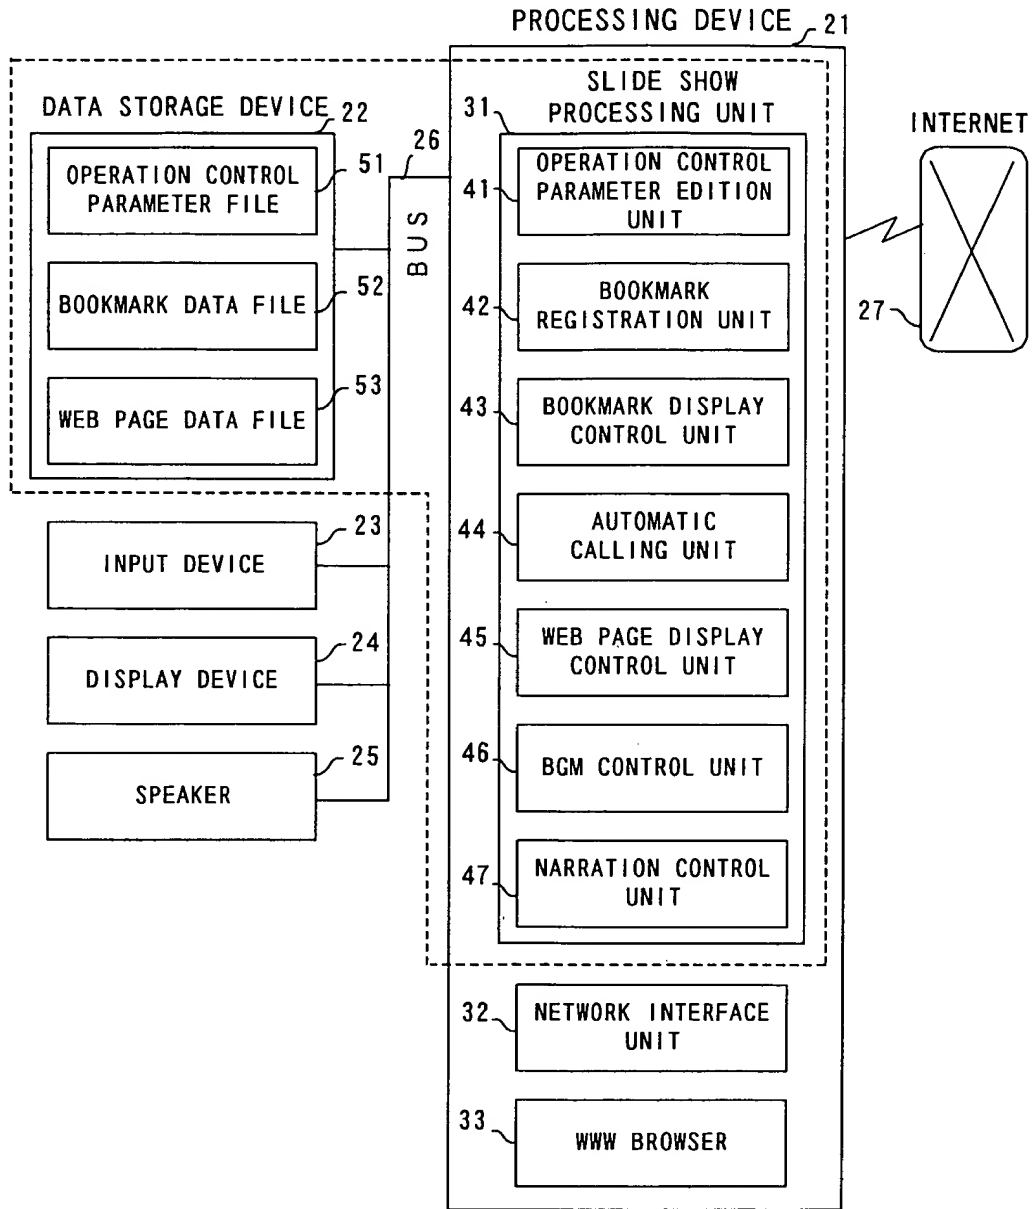 PROCESSING DEVICE 21
DATA STORAGE DEVICE 22
OPERATION CONTROL
PARAMETER FILE
51
BOOKMARK DATA FILE
52
WEB PAGE DATA FILE
53
INPUT DEVICE
23
DISPLAY DEVICE
24
SPEAKER
25
26
BUS
SLIDE SHOW
PROCESSING UNIT
31
41
OPERATION CONTROL
PARAMETER EDITION
UNIT
42
BOOKMARK
REGISTRATION UNIT
43
BOOKMARK DISPLAY
CONTROL UNIT
44
AUTOMATIC
CALLING UNIT
45
WEB PAGE DISPLAY
CONTROL UNIT
46
BGM CONTROL UNIT
47
NARRATION CONTROL
UNIT
32
NETWORK INTERFACE
UNIT
33
WWW BROWSER
INTERNET
27